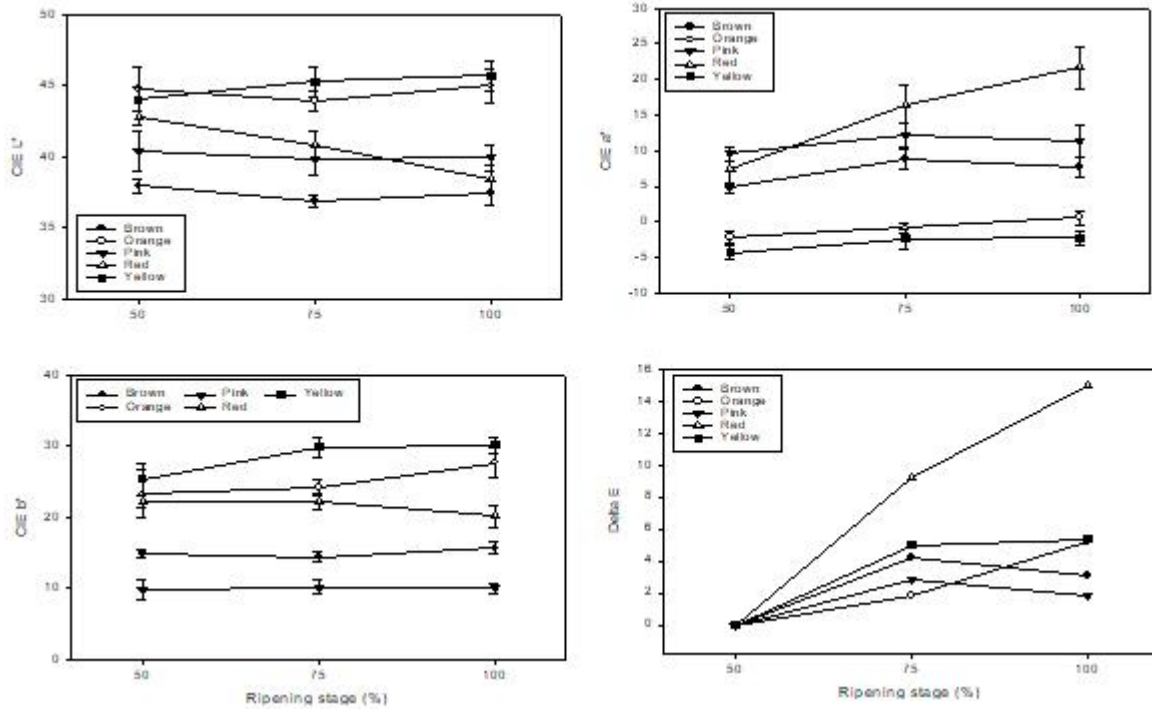 50
45
40
35
30
CIE L*
Brown
Orange
Pink
Red
Yellow
50
75
100
30
25
20
15
10
5
0
-5
-10
CIE a*
Brown
Orange
Pink
Red
Yellow
50
75
100
40
30
20
10
0
CIE b*
Brown Pink Yellow
Orange Red
50
75
100
Ripening stage (%)
16
14
12
10
8
6
4
2
0
Delta E
Brown
Orange
Pink
Red
Yellow
50
75
100
Ripening stage (%)